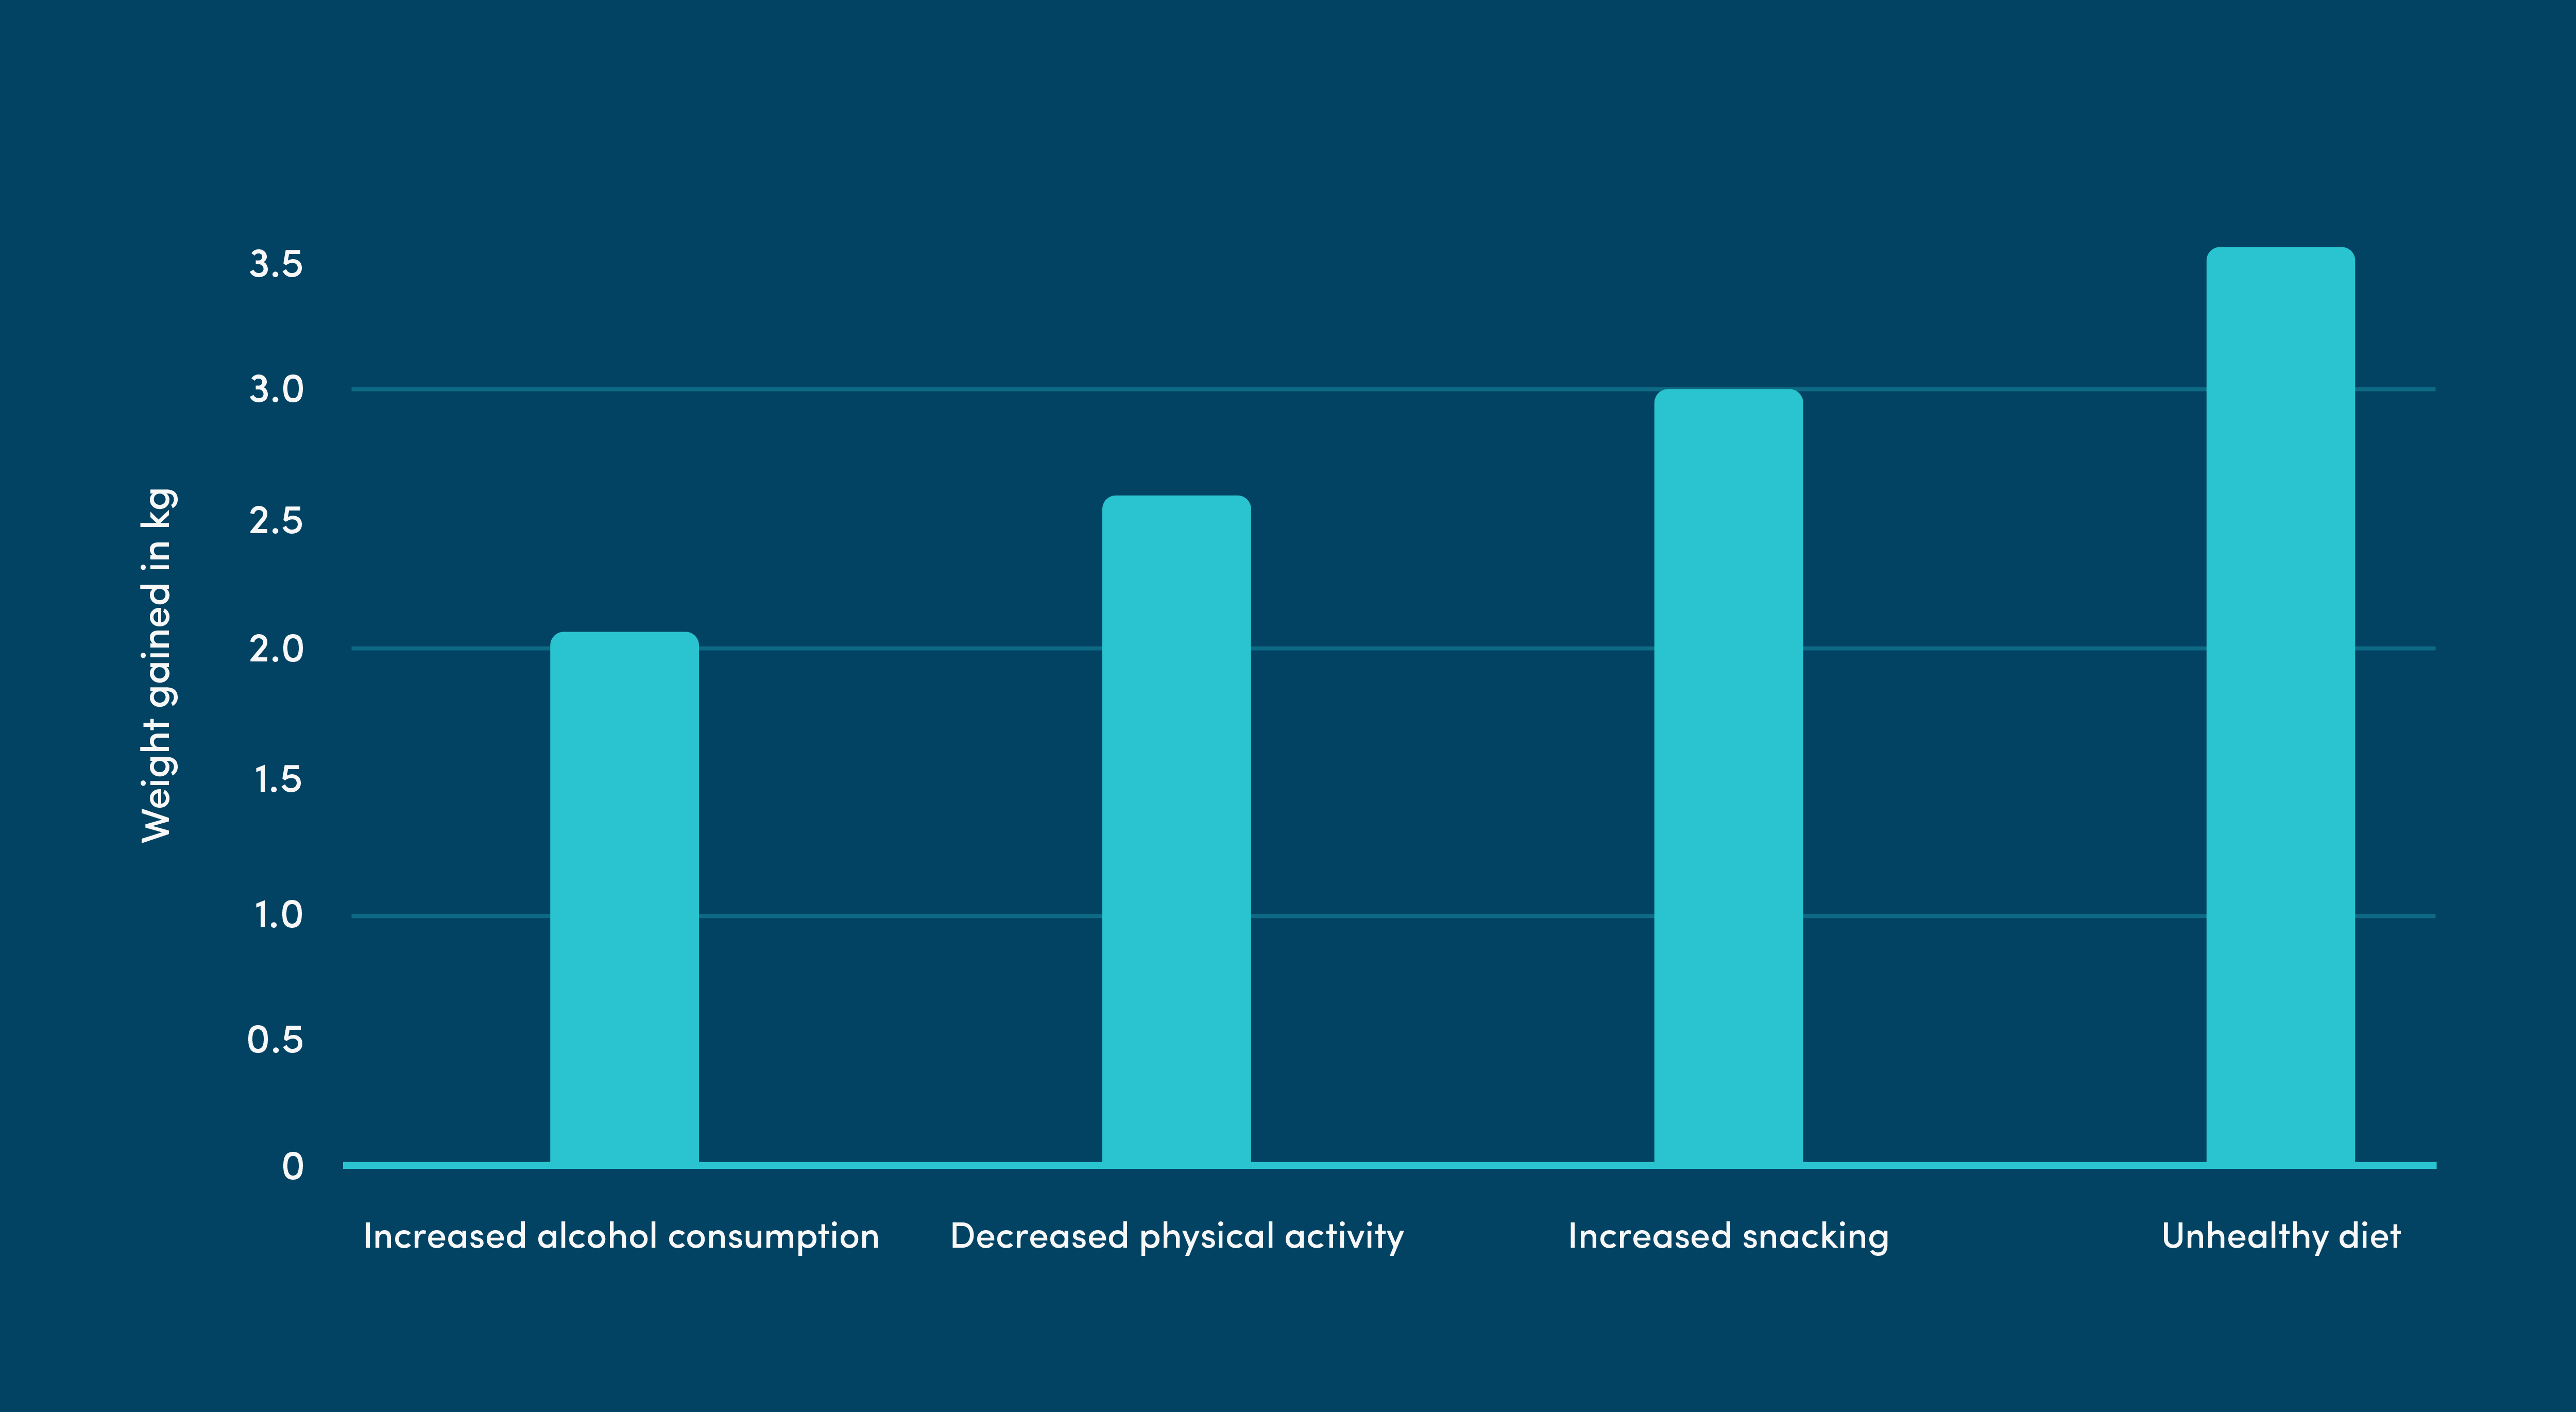 3.5
3.0
2.5
2.0
1.5
1.0
0.5
0
Weight gained in kg
Increased alcohol consumption
Decreased physical activity
Increased snacking
Unhealthy diet